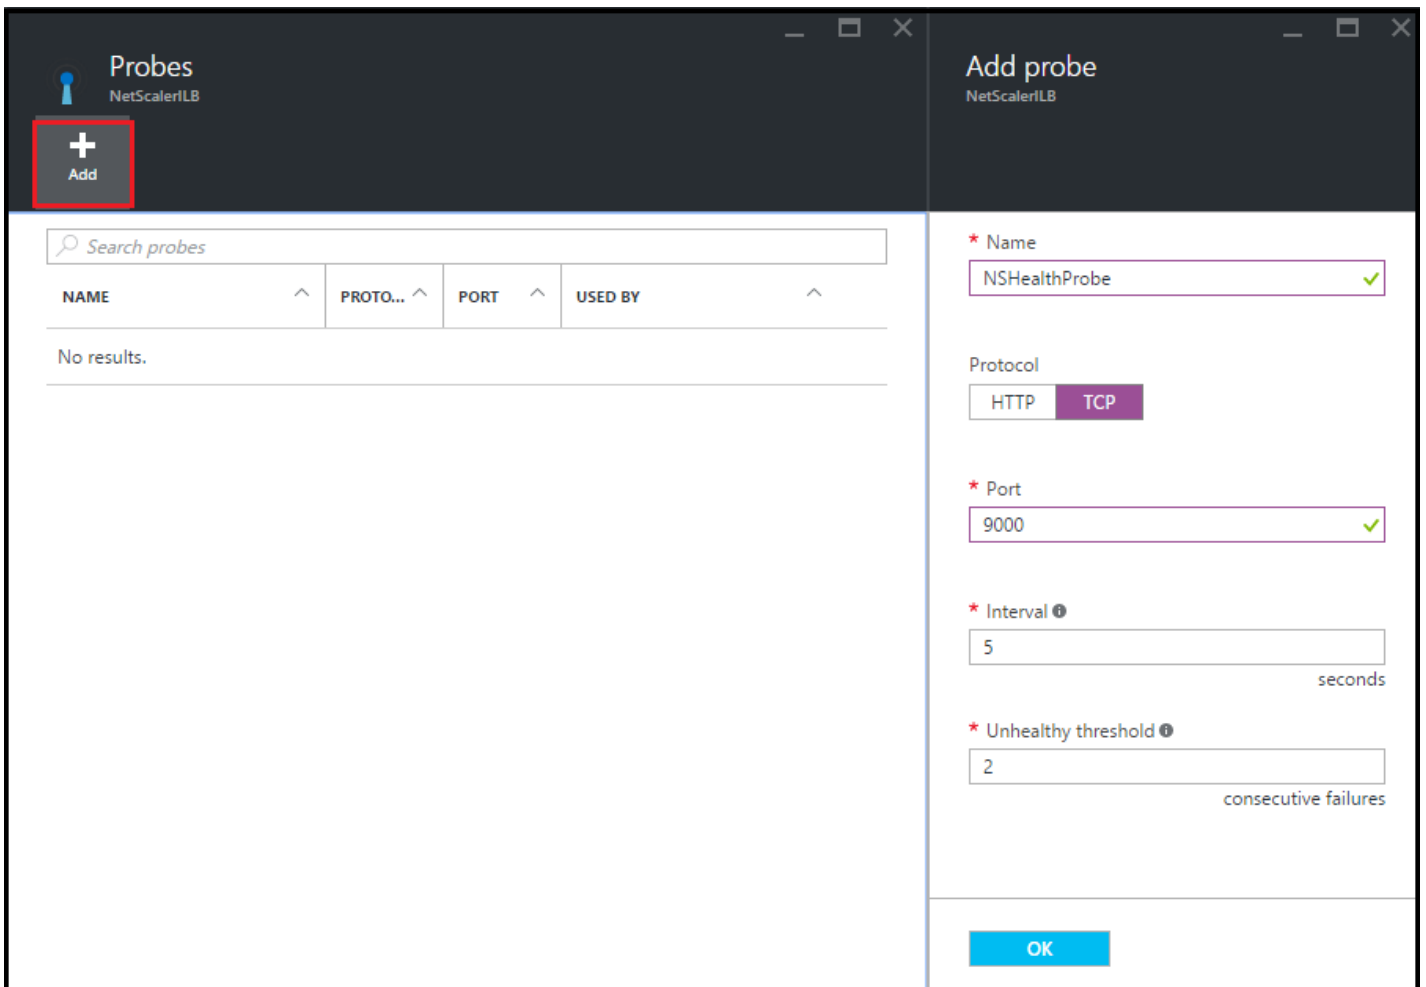 Probes
NetScalerILB
Add
Search probes
NAME PROTO... PORT USED BY
No results.
Add probe
NetScalerILB
* Name
NSHealthProbe
Protocol
HTTP TCP
* Port
9000
* Interval
5
seconds
* Unhealthy threshold
2
consecutive failures
OK